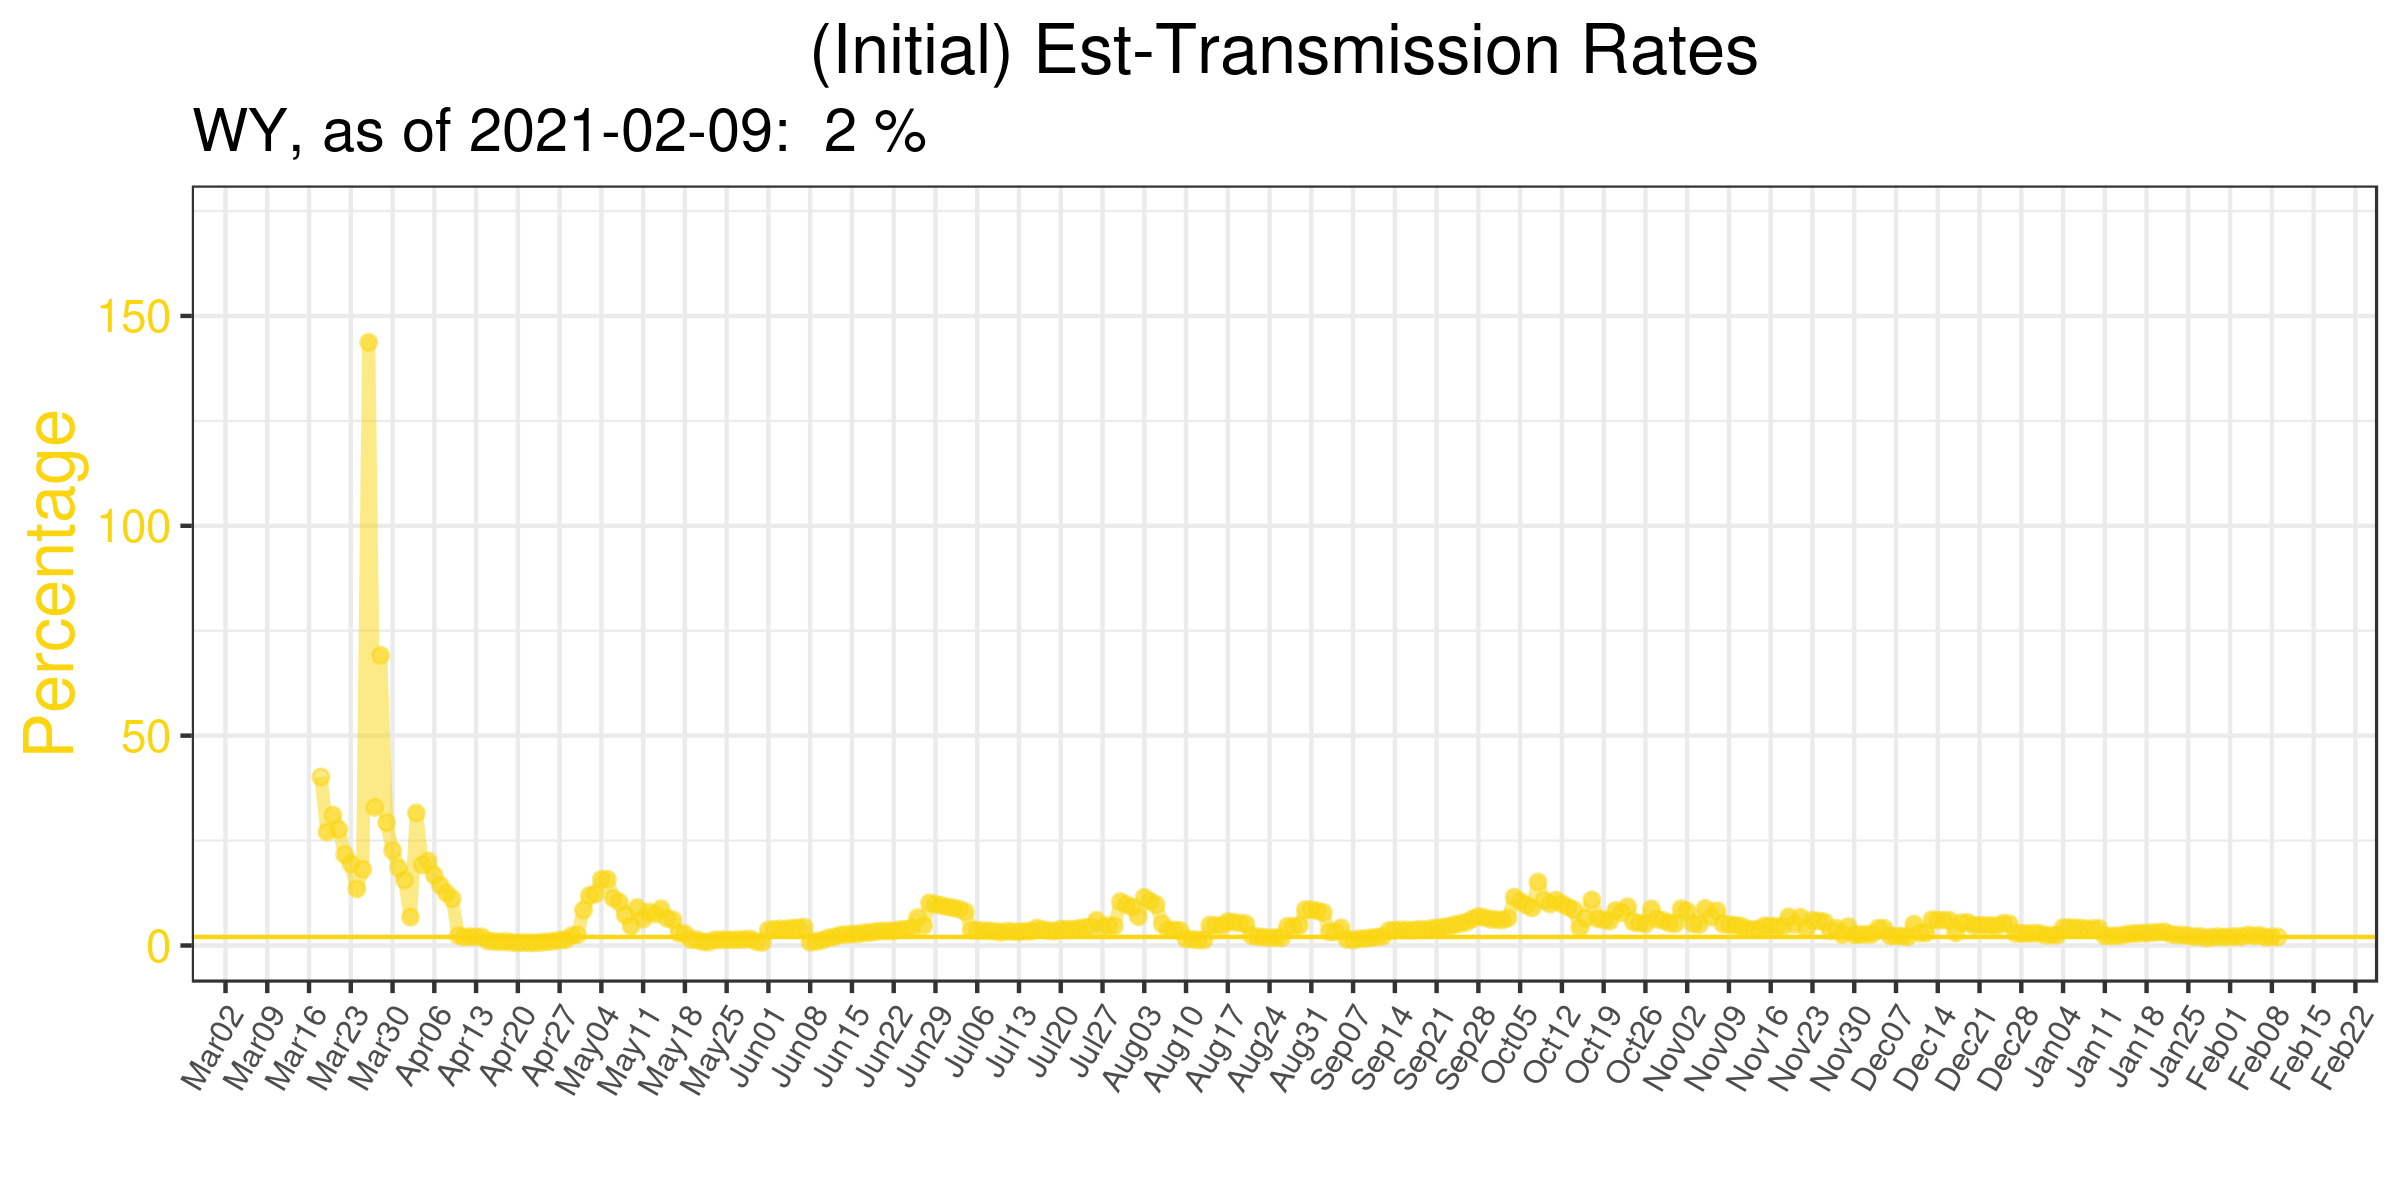 (Initial) Est-Transmission Rates
WY, as of 2021-02-09:  2 %
Percentage
150
100
50
0
Mar02
Mar09
Mar16
Mar23
Mar30
Apr06
Apr13
Apr20
Apr27
May04
May11
May18
May25
Jun01
Jun08
Jun15
Jun22
Jun29
Jul06
Jul13
Jul20
Jul27
Aug03
Aug10
Aug17
Aug24
Aug31
Sep07
Sep14
Sep21
Sep28
Oct05
Oct12
Oct19
Oct26
Nov02
Nov09
Nov16
Nov23
Nov30
Dec07
Dec14
Dec21
Dec28
Jan04
Jan11
Jan18
Jan25
Feb01
Feb08
Feb15
Feb22